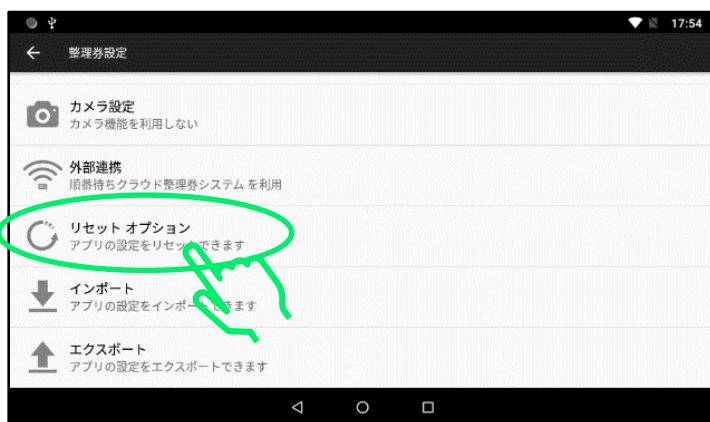 17:54
整理券設定
カメラ設定
カメラ機能を利用しない
外部連携
順番待ちクラウド整理券システム を利用
リセット オプション
アプリの設定をリセットできます
インポート
アプリの設定をインポートできます
エクスポート
アプリの設定をエクスポートできます